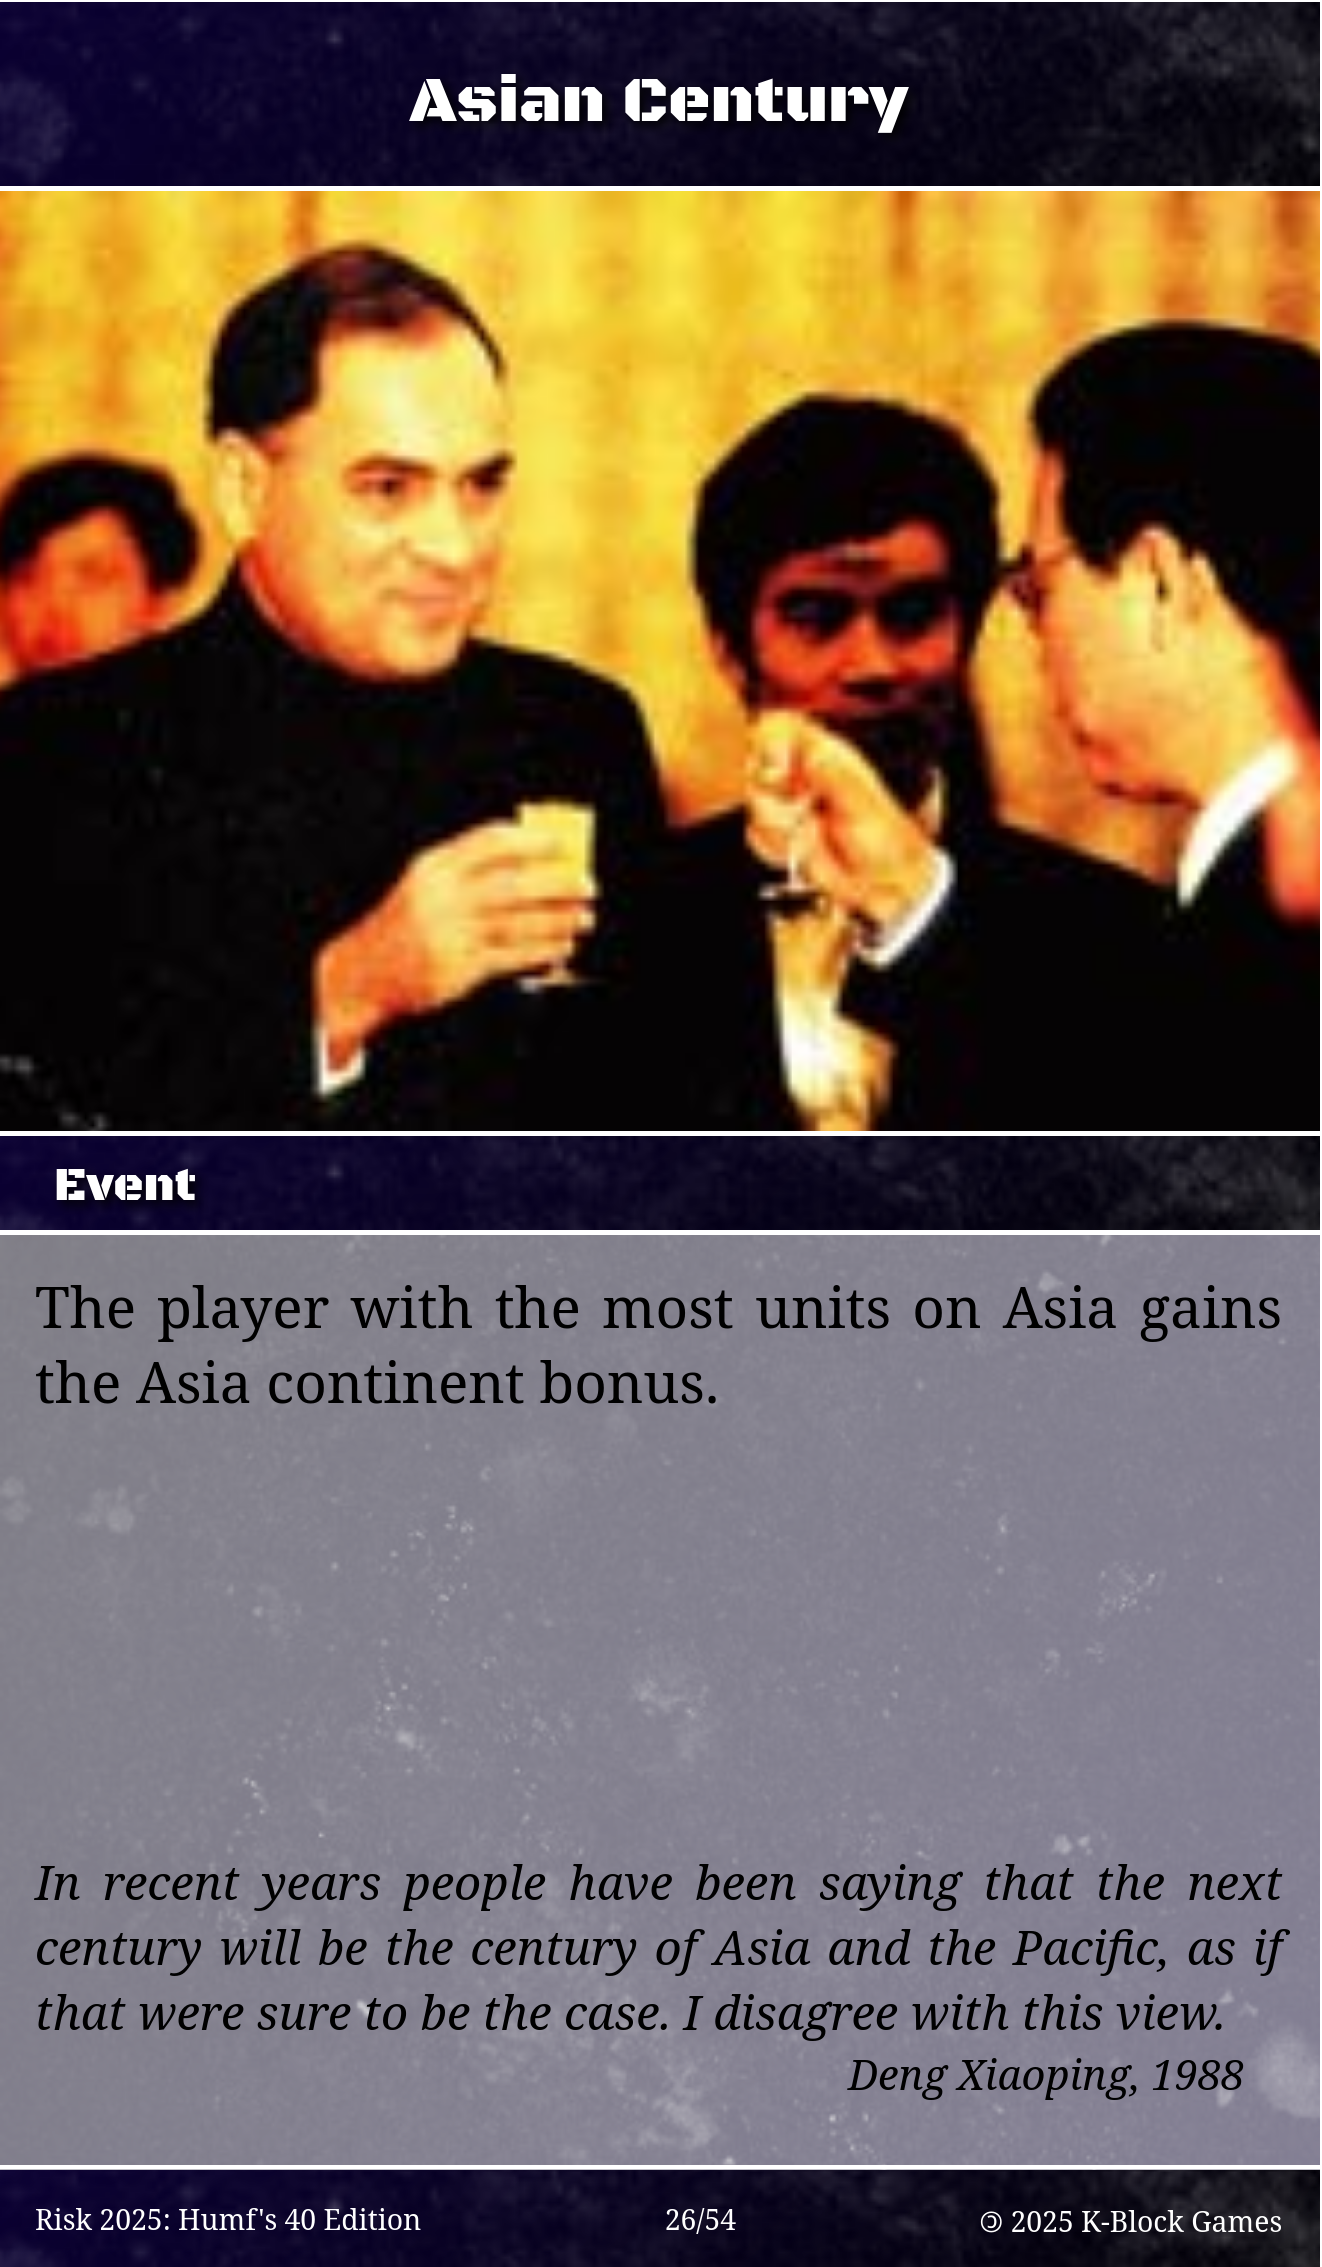 Asian Century
Event
The player with the most units on Asia gains
the Asia continent bonus.
In recent years people have been saying that the next
century will be the century of Asia and the Pacific, as if
that were sure to be the case. I disagree with this view.
Deng Xiaoping, 1988
Risk 2025: Humf's 40 Edition
26/54
🄯 2025 K-Block Games